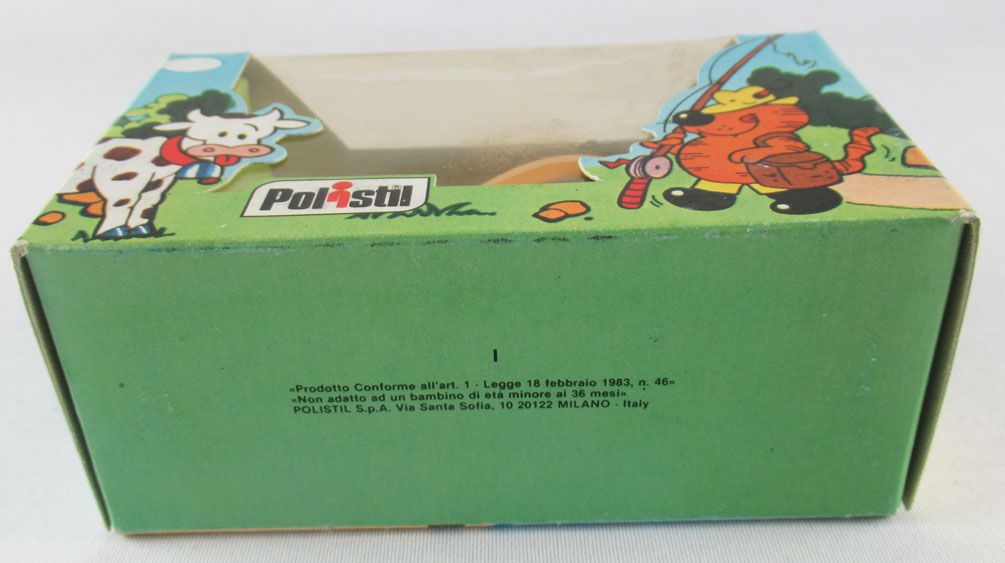 Polistil®
I
«Prodotto Conforme all'art. 1 - Legge 18 febbraio 1983, n. 46»
«Non adatto ad un bambino di età minore ai 36 mesi»
POLISTIL S.p.A. Via Santa Sofia, 10 20122 MILANO - Italy